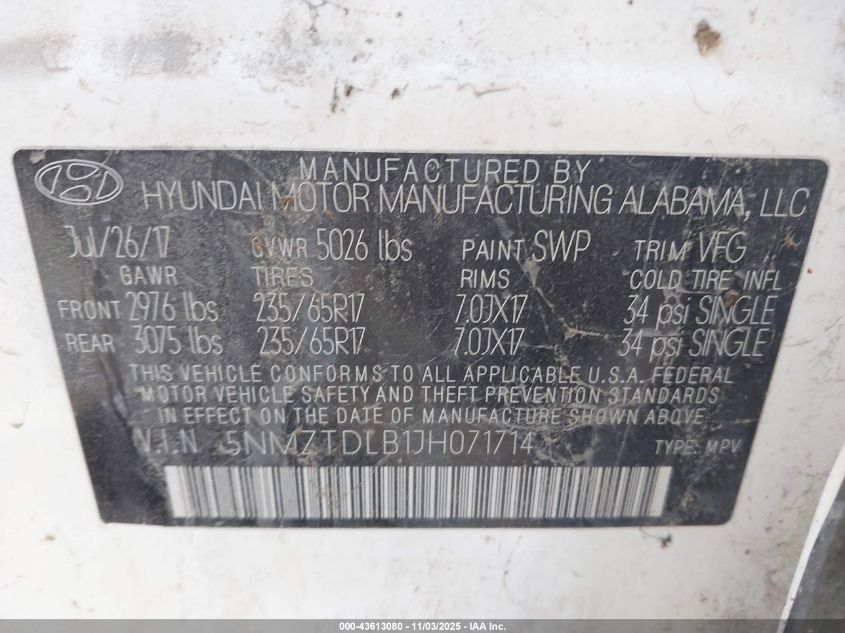 MANUFACTURED BY
HYUNDAI MOTOR MANUFACTURING ALABAMA, LLC
Jul/26/17 GVWR 5026 lbs PAINT SWP TRIM VFG
GAWR TIRES RIMS COLD TIRE INFL
FRONT 2976 lbs 235/65R17 7.0JX17 34 psi SINGLE
REAR 3075 lbs 235/65R17 7.0JX17 34 psi SINGLE
THIS VEHICLE CONFORMS TO ALL APPLICABLE U.S.A. FEDERAL
MOTOR VEHICLE SAFETY AND THEFT PREVENTION STANDARDS
IN EFFECT ON THE DATE OF MANUFACTURE SHOWN ABOVE
V.I.N 5NMZTDLB1JH071714 TYPE: MPV
000-43613080 - 11/03/2025 - IAA Inc.